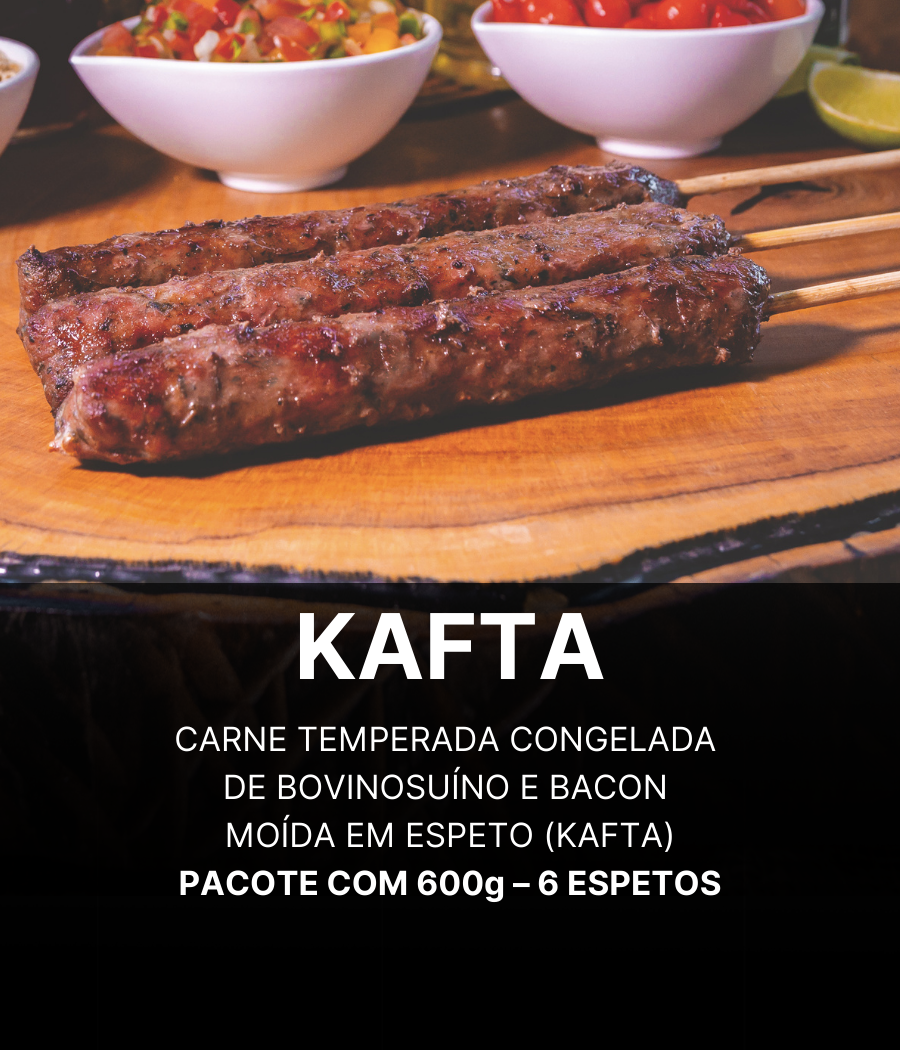 KAFTA
CARNE TEMPERADA CONGELADA
DE BOVINOSUÍNO E BACON
MOÍDA EM ESPETO (KAFTA)
PACOTE COM 600g – 6 ESPETOS